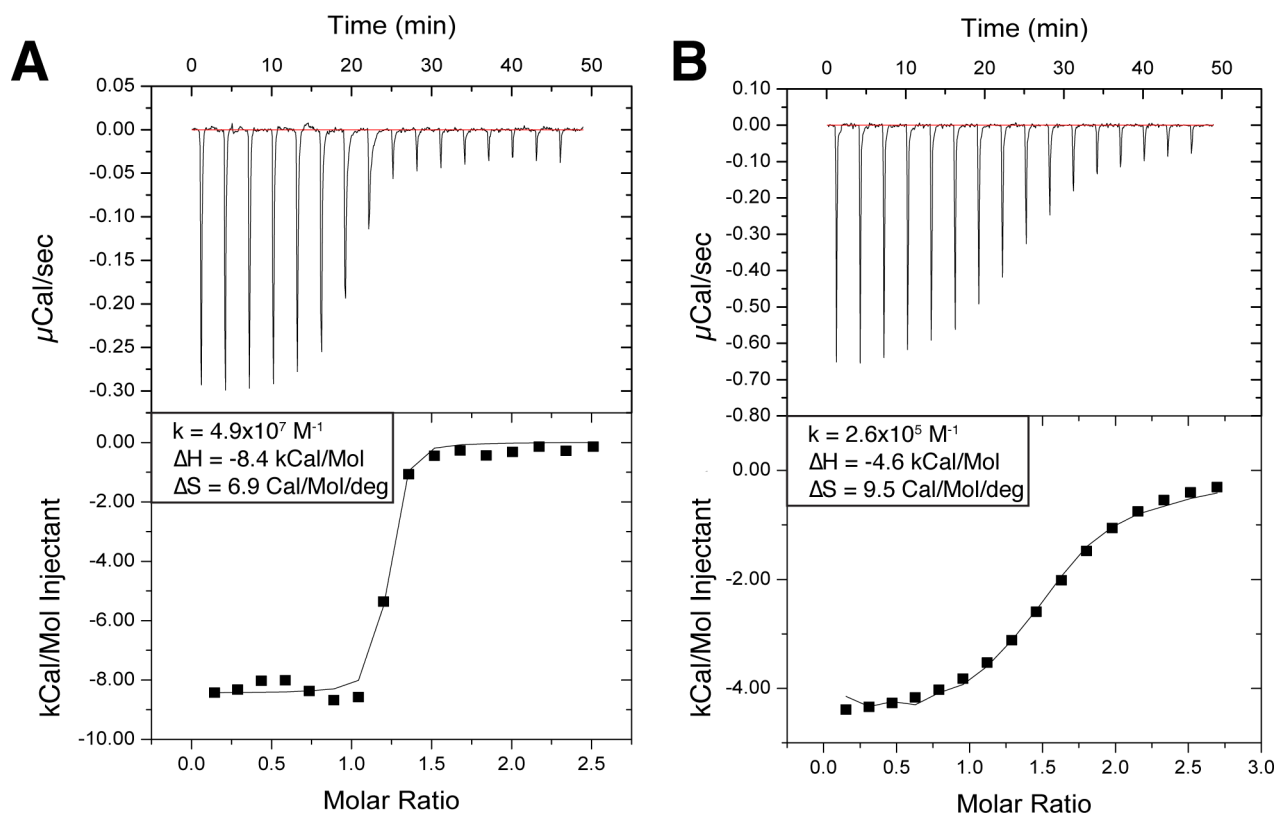 A
Time (min)
0 10 20 30 40 50
0.05
0.00
-0.05
-0.10
-0.15
-0.20
-0.25
-0.30
µCal/sec
k = 4.9x10⁷ M⁻¹
ΔH = -8.4 kCal/Mol
ΔS = 6.9 Cal/Mol/deg
0.00
-2.00
-4.00
-6.00
-8.00
-10.00
kCal/Mol Injectant
0.0 0.5 1.0 1.5 2.0 2.5
Molar Ratio
B
Time (min)
0 10 20 30 40 50
0.10
0.00
-0.10
-0.20
-0.30
-0.40
-0.50
-0.60
-0.70
-0.80
µCal/sec
k = 2.6x10⁵ M⁻¹
ΔH = -4.6 kCal/Mol
ΔS = 9.5 Cal/Mol/deg
0.00
-2.00
-4.00
kCal/Mol Injectant
0.0 0.5 1.0 1.5 2.0 2.5 3.0
Molar Ratio